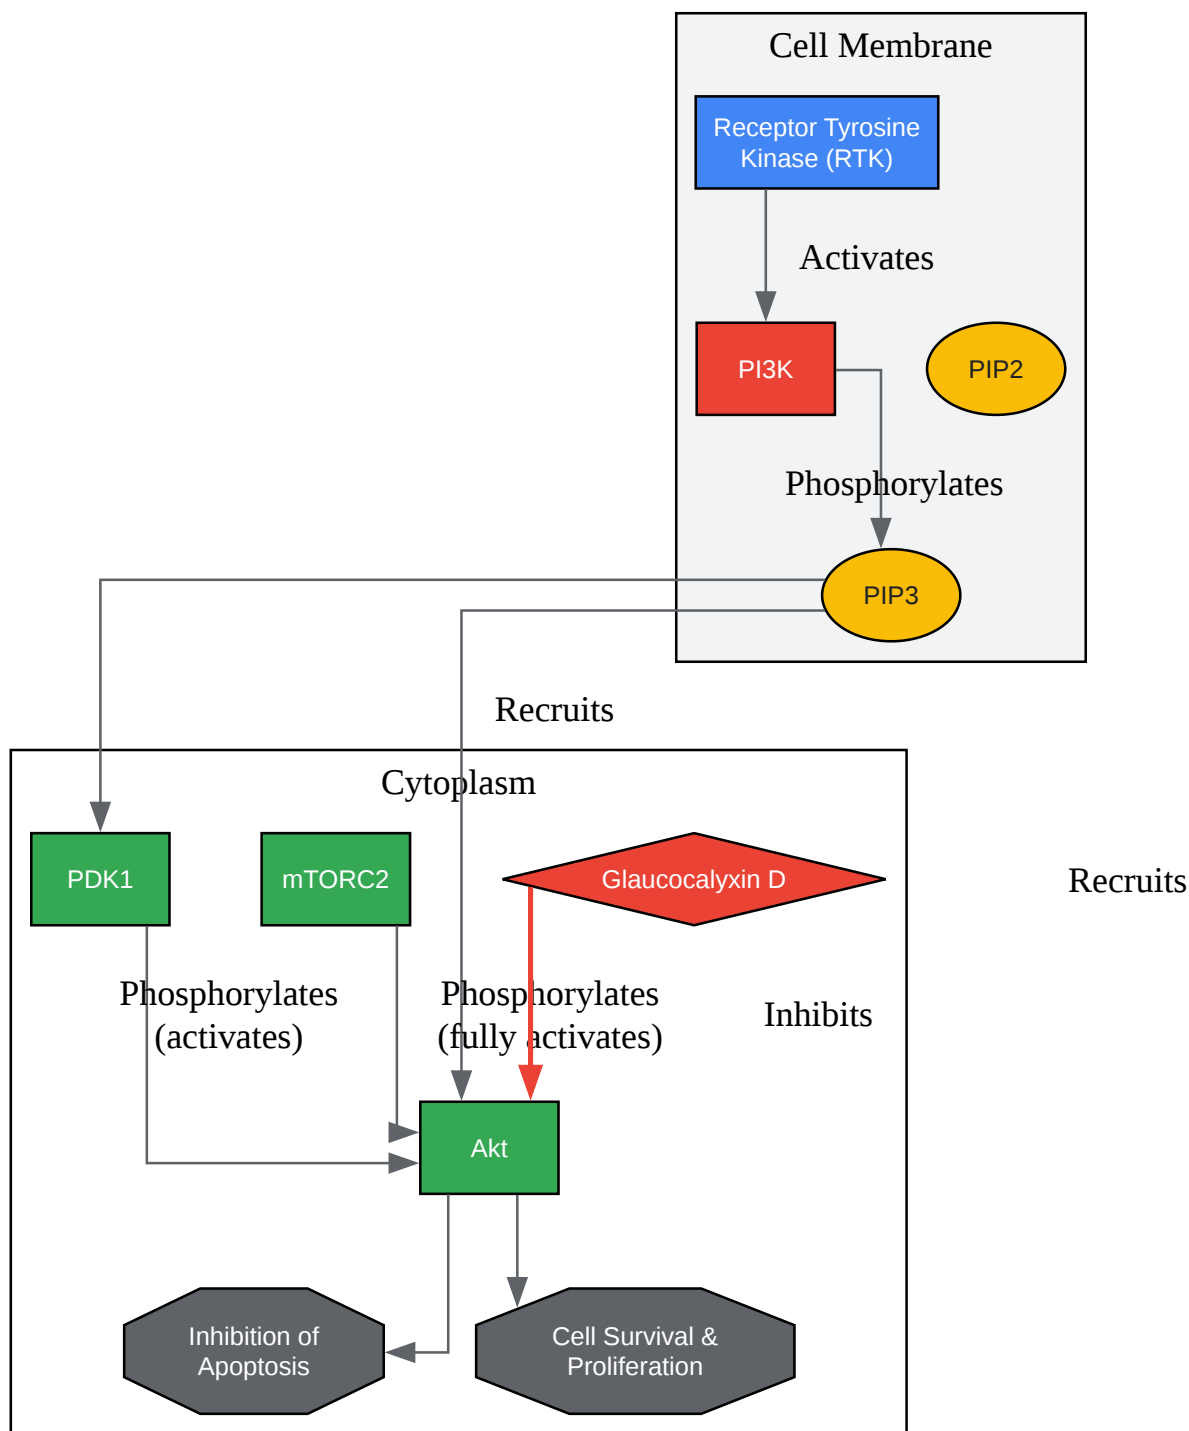 Cell Membrane
Receptor Tyrosine
Kinase (RTK)
Activates
PI3K
PIP2
Phosphorylates
PIP3
Recruits
Cytoplasm
PDK1
mTORC2
Glaucocalyxin D
Recruits
Phosphorylates
(activates)
Phosphorylates
(fully activates)
Inhibits
Akt
Inhibition of
Apoptosis
Cell Survival &
Proliferation